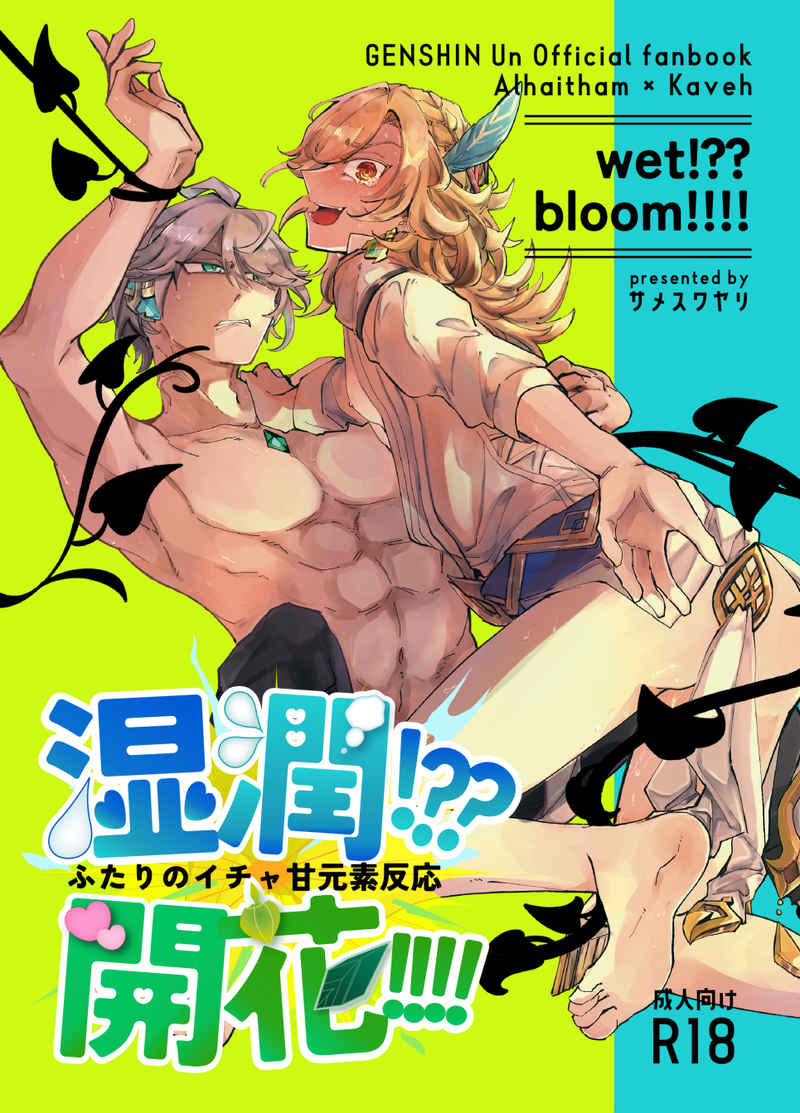 GENSHIN Un Official fanbook
Alhaitham × Kaveh
wet!??
bloom!!!!
presented by
サメスワヤリ
湿潤!??
ふたりのイチャ甘元素反応
開花!!!!
成人向け
R18